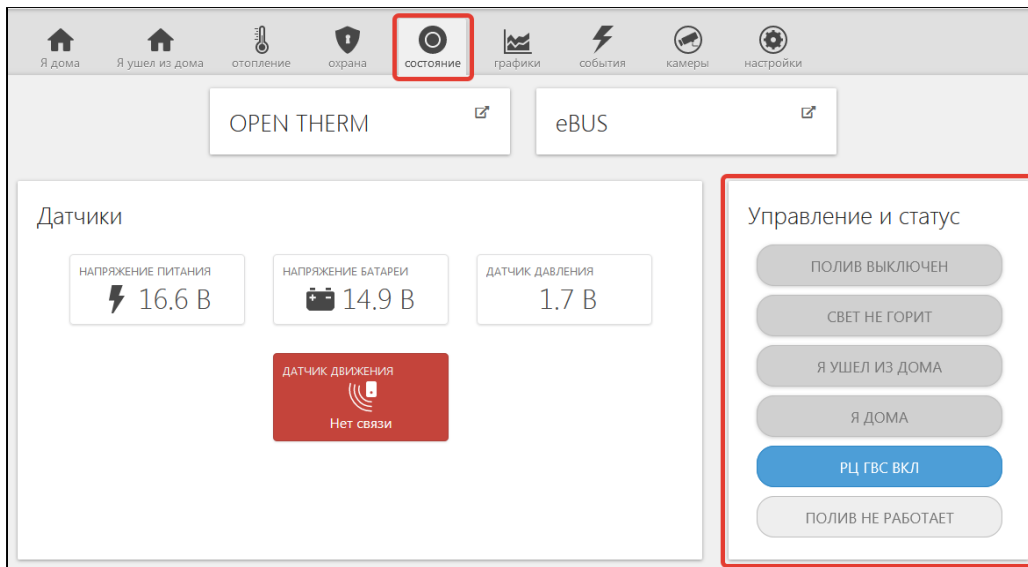 Я дома Я ушел из дома отопление охрана состояние графики события камеры настройки
OPEN THERM eBUS
Датчики
НАПРЯЖЕНИЕ ПИТАНИЯ НАПРЯЖЕНИЕ БАТАРЕИ ДАТЧИК ДАВЛЕНИЯ
16.6 В 14.9 В 1.7 В
ДАТЧИК ДВИЖЕНИЯ
Нет связи
Управление и статус
ПОЛИВ ВЫКЛЮЧЕН
СВЕТ НЕ ГОРИТ
Я УШЕЛ ИЗ ДОМА
Я ДОМА
РЦ ГВС ВКЛ
ПОЛИВ НЕ РАБОТАЕТ